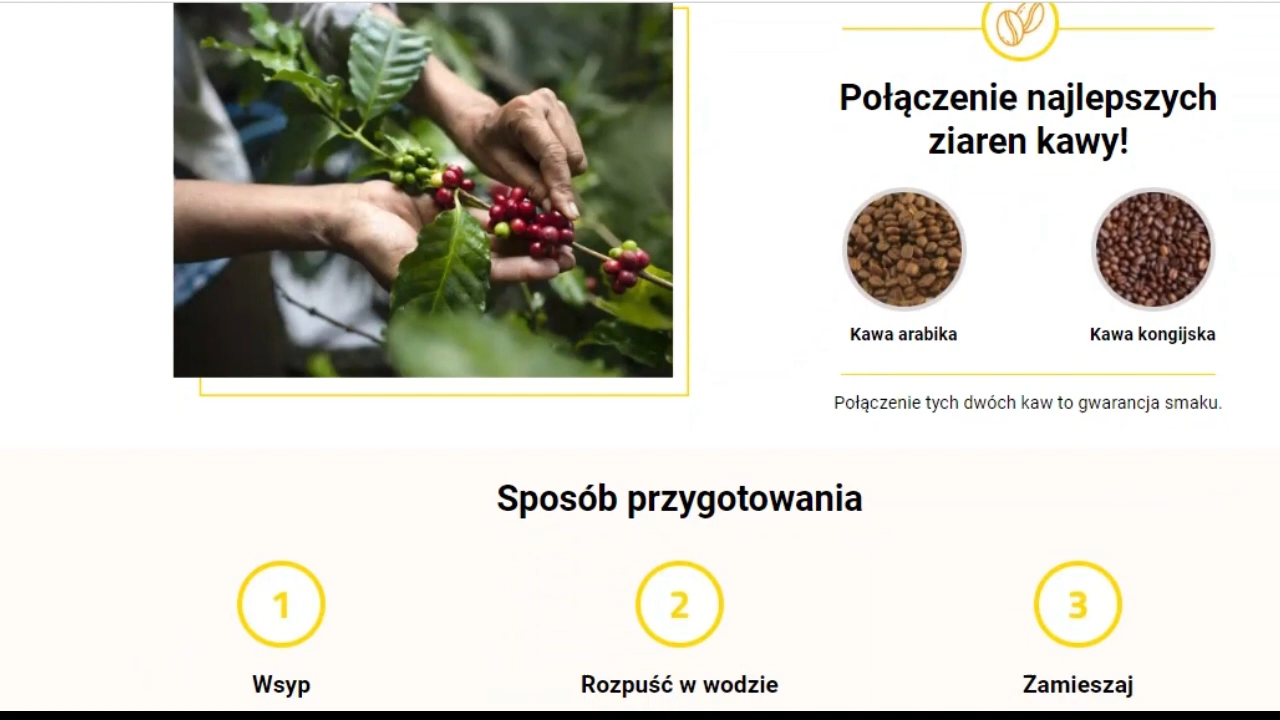 Połączenie najlepszych
ziaren kawy!
Kawa arabika
Kawa kongijska
Połączenie tych dwóch kaw to gwarancja smaku.
Sposób przygotowania
1
2
3
Wsyp
Rozpuść w wodzie
Zamieszaj